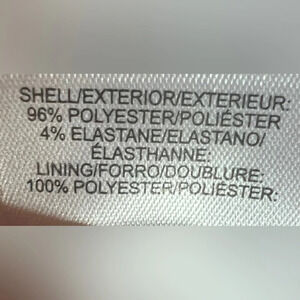 SHELL/EXTERIOR/EXTERIEUR:
96% POLYESTER/POLIÉSTER
4% ELASTANE/ELASTANO/
ÉLASTHANNE:
LINING/FORRO/DOUBLURE:
100% POLYESTER/POLIÉSTER: